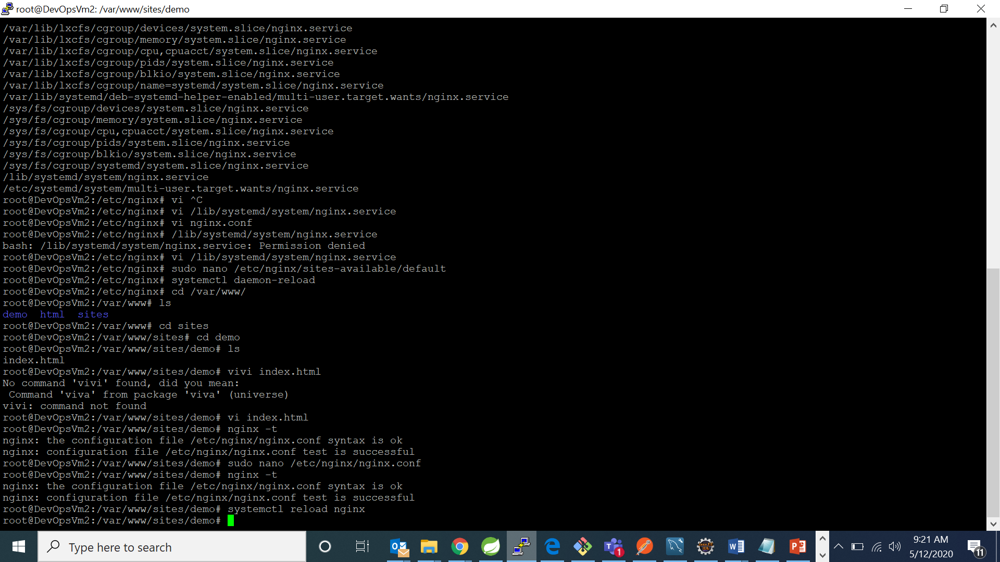 root@DevOpsVm2: /var/www/sites/demo
/var/lib/lxcfs/cgroup/devices/system.slice/nginx.service
/var/lib/lxcfs/cgroup/memory/system.slice/nginx.service
/var/lib/lxcfs/cgroup/cpu,cpuacct/system.slice/nginx.service
/var/lib/lxcfs/cgroup/pids/system.slice/nginx.service
/var/lib/lxcfs/cgroup/blkio/system.slice/nginx.service
/var/lib/lxcfs/cgroup/name=systemd/system.slice/nginx.service
/var/lib/systemd/deb-systemd-helper-enabled/multi-user.target.wants/nginx.service
/sys/fs/cgroup/devices/system.slice/nginx.service
/sys/fs/cgroup/memory/system.slice/nginx.service
/sys/fs/cgroup/cpu,cpuacct/system.slice/nginx.service
/sys/fs/cgroup/pids/system.slice/nginx.service
/sys/fs/cgroup/blkio/system.slice/nginx.service
/sys/fs/cgroup/systemd/system.slice/nginx.service
/lib/systemd/system/nginx.service
/etc/systemd/system/multi-user.target.wants/nginx.service
root@DevOpsVm2:/etc/nginx# vi ^C
root@DevOpsVm2:/etc/nginx# vi /lib/systemd/system/nginx.service
root@DevOpsVm2:/etc/nginx# vi nginx.conf
root@DevOpsVm2:/etc/nginx# /lib/systemd/system/nginx.service
bash: /lib/systemd/system/nginx.service: Permission denied
root@DevOpsVm2:/etc/nginx# vi /lib/systemd/system/nginx.service
root@DevOpsVm2:/etc/nginx# sudo nano /etc/nginx/sites-available/default
root@DevOpsVm2:/etc/nginx# systemctl daemon-reload
root@DevOpsVm2:/etc/nginx# cd /var/www/
root@DevOpsVm2:/var/www# ls
demo  html  sites
root@DevOpsVm2:/var/www# cd sites
root@DevOpsVm2:/var/www/sites# cd demo
root@DevOpsVm2:/var/www/sites/demo# ls
index.html
root@DevOpsVm2:/var/www/sites/demo# vivi index.html
No command 'vivi' found, did you mean:
 Command 'viva' from package 'viva' (universe)
vivi: command not found
root@DevOpsVm2:/var/www/sites/demo# vi index.html
root@DevOpsVm2:/var/www/sites/demo# nginx -t
nginx: the configuration file /etc/nginx/nginx.conf syntax is ok
nginx: configuration file /etc/nginx/nginx.conf test is successful
root@DevOpsVm2:/var/www/sites/demo# sudo nano /etc/nginx/nginx.conf
root@DevOpsVm2:/var/www/sites/demo# nginx -t
nginx: the configuration file /etc/nginx/nginx.conf syntax is ok
nginx: configuration file /etc/nginx/nginx.conf test is successful
root@DevOpsVm2:/var/www/sites/demo# systemctl reload nginx
root@DevOpsVm2:/var/www/sites/demo#
Type here to search
1
9:21 AM
5/12/2020
11